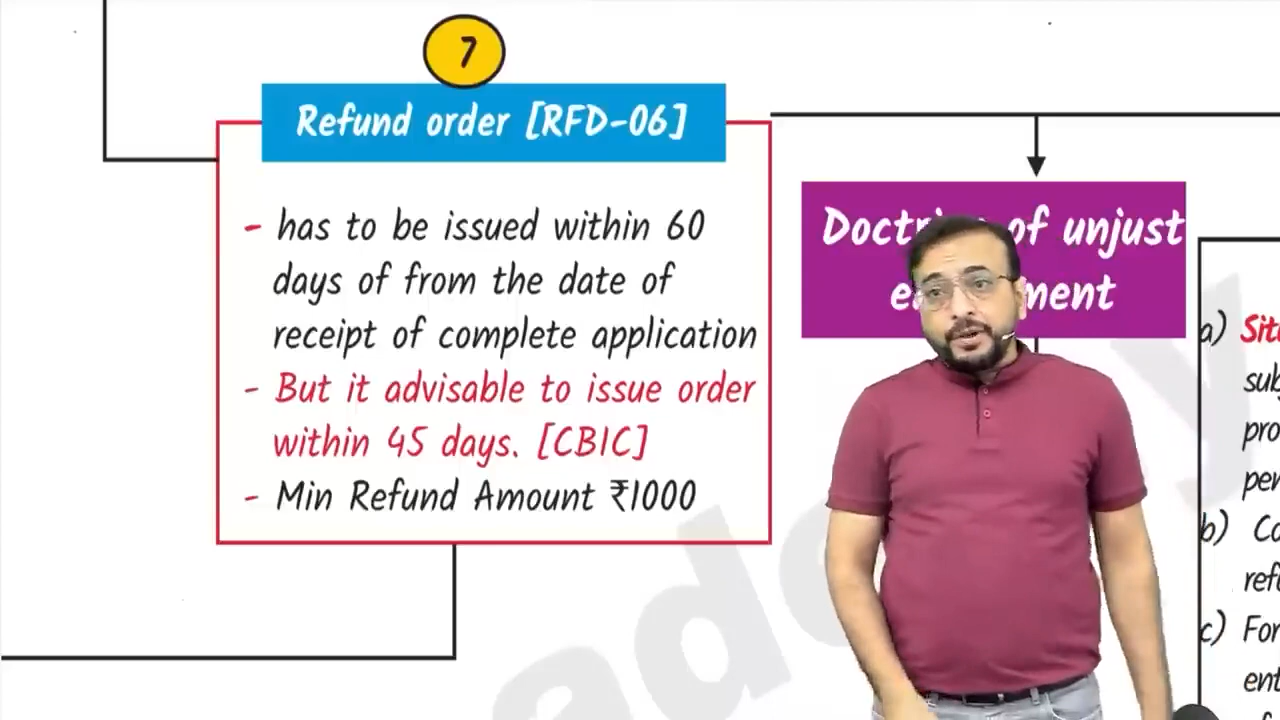 7
Refund order [RFD-06]
- has to be issued within 60
days of from the date of
receipt of complete application
- But it advisable to issue order
within 45 days. [CBIC]
- Min Refund Amount ₹1000
of unjust
a)
b)
c)